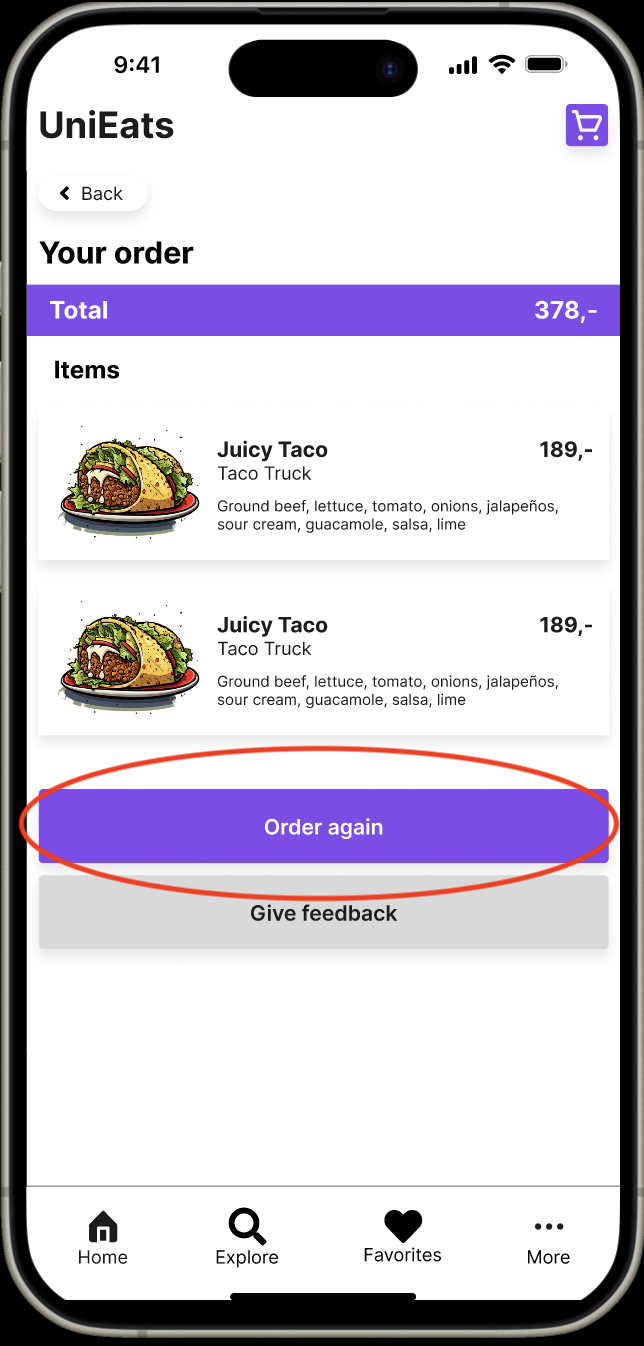 9:41
UniEats
Back
Your order
Total 378,-
Items
Juicy Taco 189,-
Taco Truck
Ground beef, lettuce, tomato, onions, jalapeños,
sour cream, guacamole, salsa, lime
Juicy Taco 189,-
Taco Truck
Ground beef, lettuce, tomato, onions, jalapeños,
sour cream, guacamole, salsa, lime
Order again
Give feedback
Home Explore Favorites More